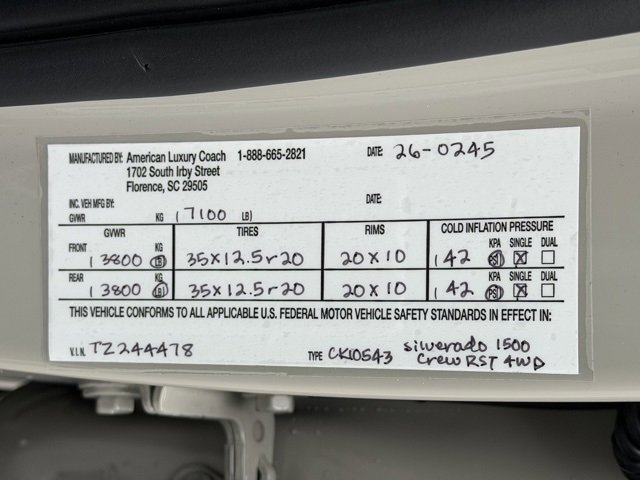 MANUFACTURED BY: American Luxury Coach 1-888-665-2821 DATE: 26-0245
1702 South Irby Street
Florence, SC 29505
INC. VEH MFG BY: DATE:
GVWR KG ( 7100 LB)
GVWR TIRES RIMS COLD INFLATION PRESSURE
FRONT KG KPA SINGLE DUAL
( 3800 LB 35x12.5r20 20x10 ( 42 PSI
REAR KG KPA SINGLE DUAL
( 3800 LB 35x12.5r20 20x10 ( 42 PSI
THIS VEHICLE CONFORMS TO ALL APPLICABLE U.S. FEDERAL MOTOR VEHICLE SAFETY STANDARDS IN EFFECT IN:
V.I.N. TZ244478 TYPE CK10543 silverado 1500
Crew RST 4WD